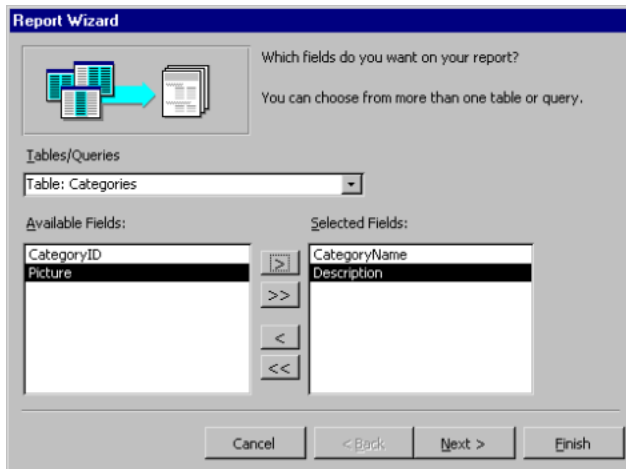 Report Wizard
Which fields do you want on your report?
You can choose from more than one table or query.
Tables/Queries
Table: Categories
Available Fields:
Selected Fields:
CategoryID
Picture
>
>>
<
<<
CategoryName
Description
Cancel
< Back
Next >
Finish